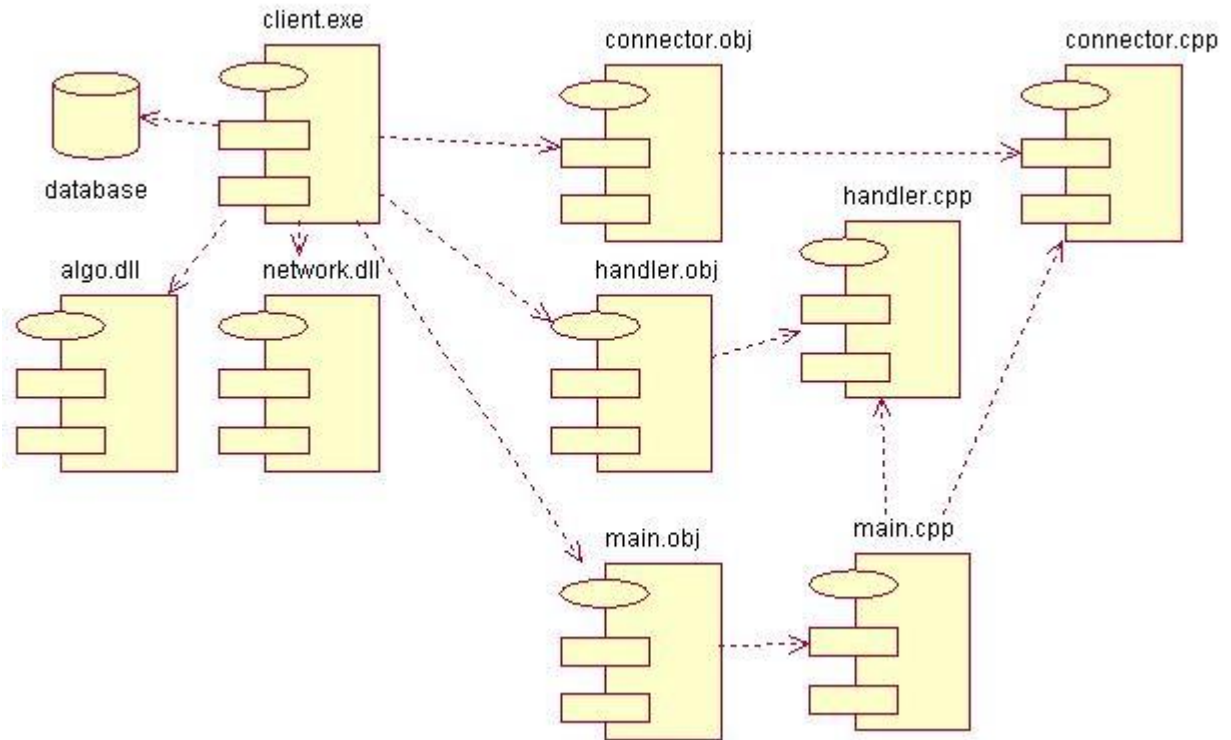 client.exe
connector.obj
connector.cpp
database
handler.cpp
algo.dll
network.dll
handler.obj
main.obj
main.cpp